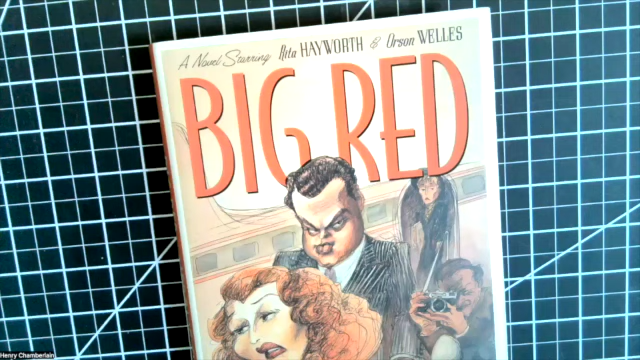 A Novel Starring Rita HAYWORTH & Orson WELLES
BIG RED
Henry Chamberlain